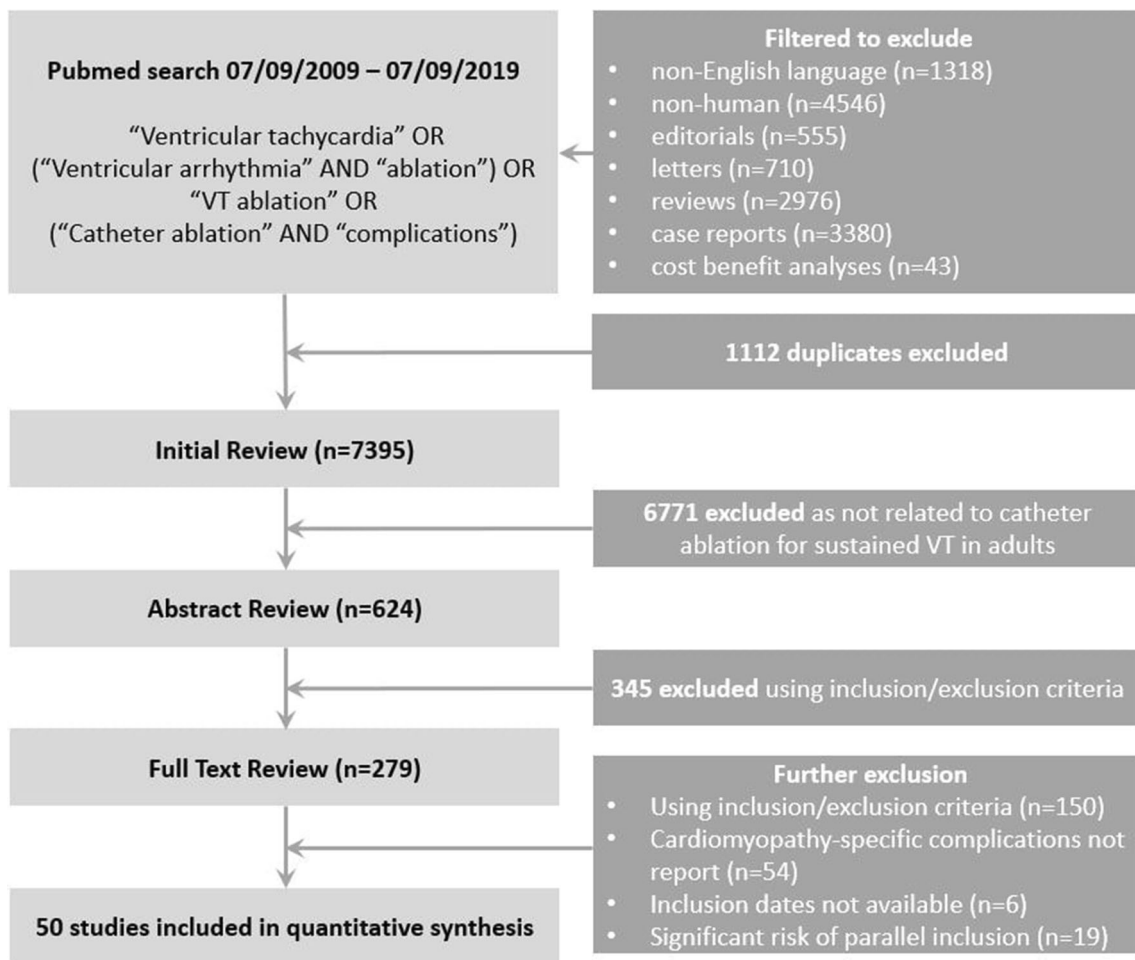 Pubmed search 07/09/2009 – 07/09/2019
“Ventricular tachycardia” OR
(“Ventricular arrhythmia” AND “ablation”) OR
“VT ablation” OR
(“Catheter ablation” AND “complications”)
Filtered to exclude
• non-English language (n=1318)
• non-human (n=4546)
• editorials (n=555)
• letters (n=710)
• reviews (n=2976)
• case reports (n=3380)
• cost benefit analyses (n=43)
1112 duplicates excluded
Initial Review (n=7395)
6771 excluded as not related to catheter
ablation for sustained VT in adults
Abstract Review (n=624)
345 excluded using inclusion/exclusion criteria
Full Text Review (n=279)
Further exclusion
• Using inclusion/exclusion criteria (n=150)
• Cardiomyopathy-specific complications not
report (n=54)
• Inclusion dates not available (n=6)
• Significant risk of parallel inclusion (n=19)
50 studies included in quantitative synthesis